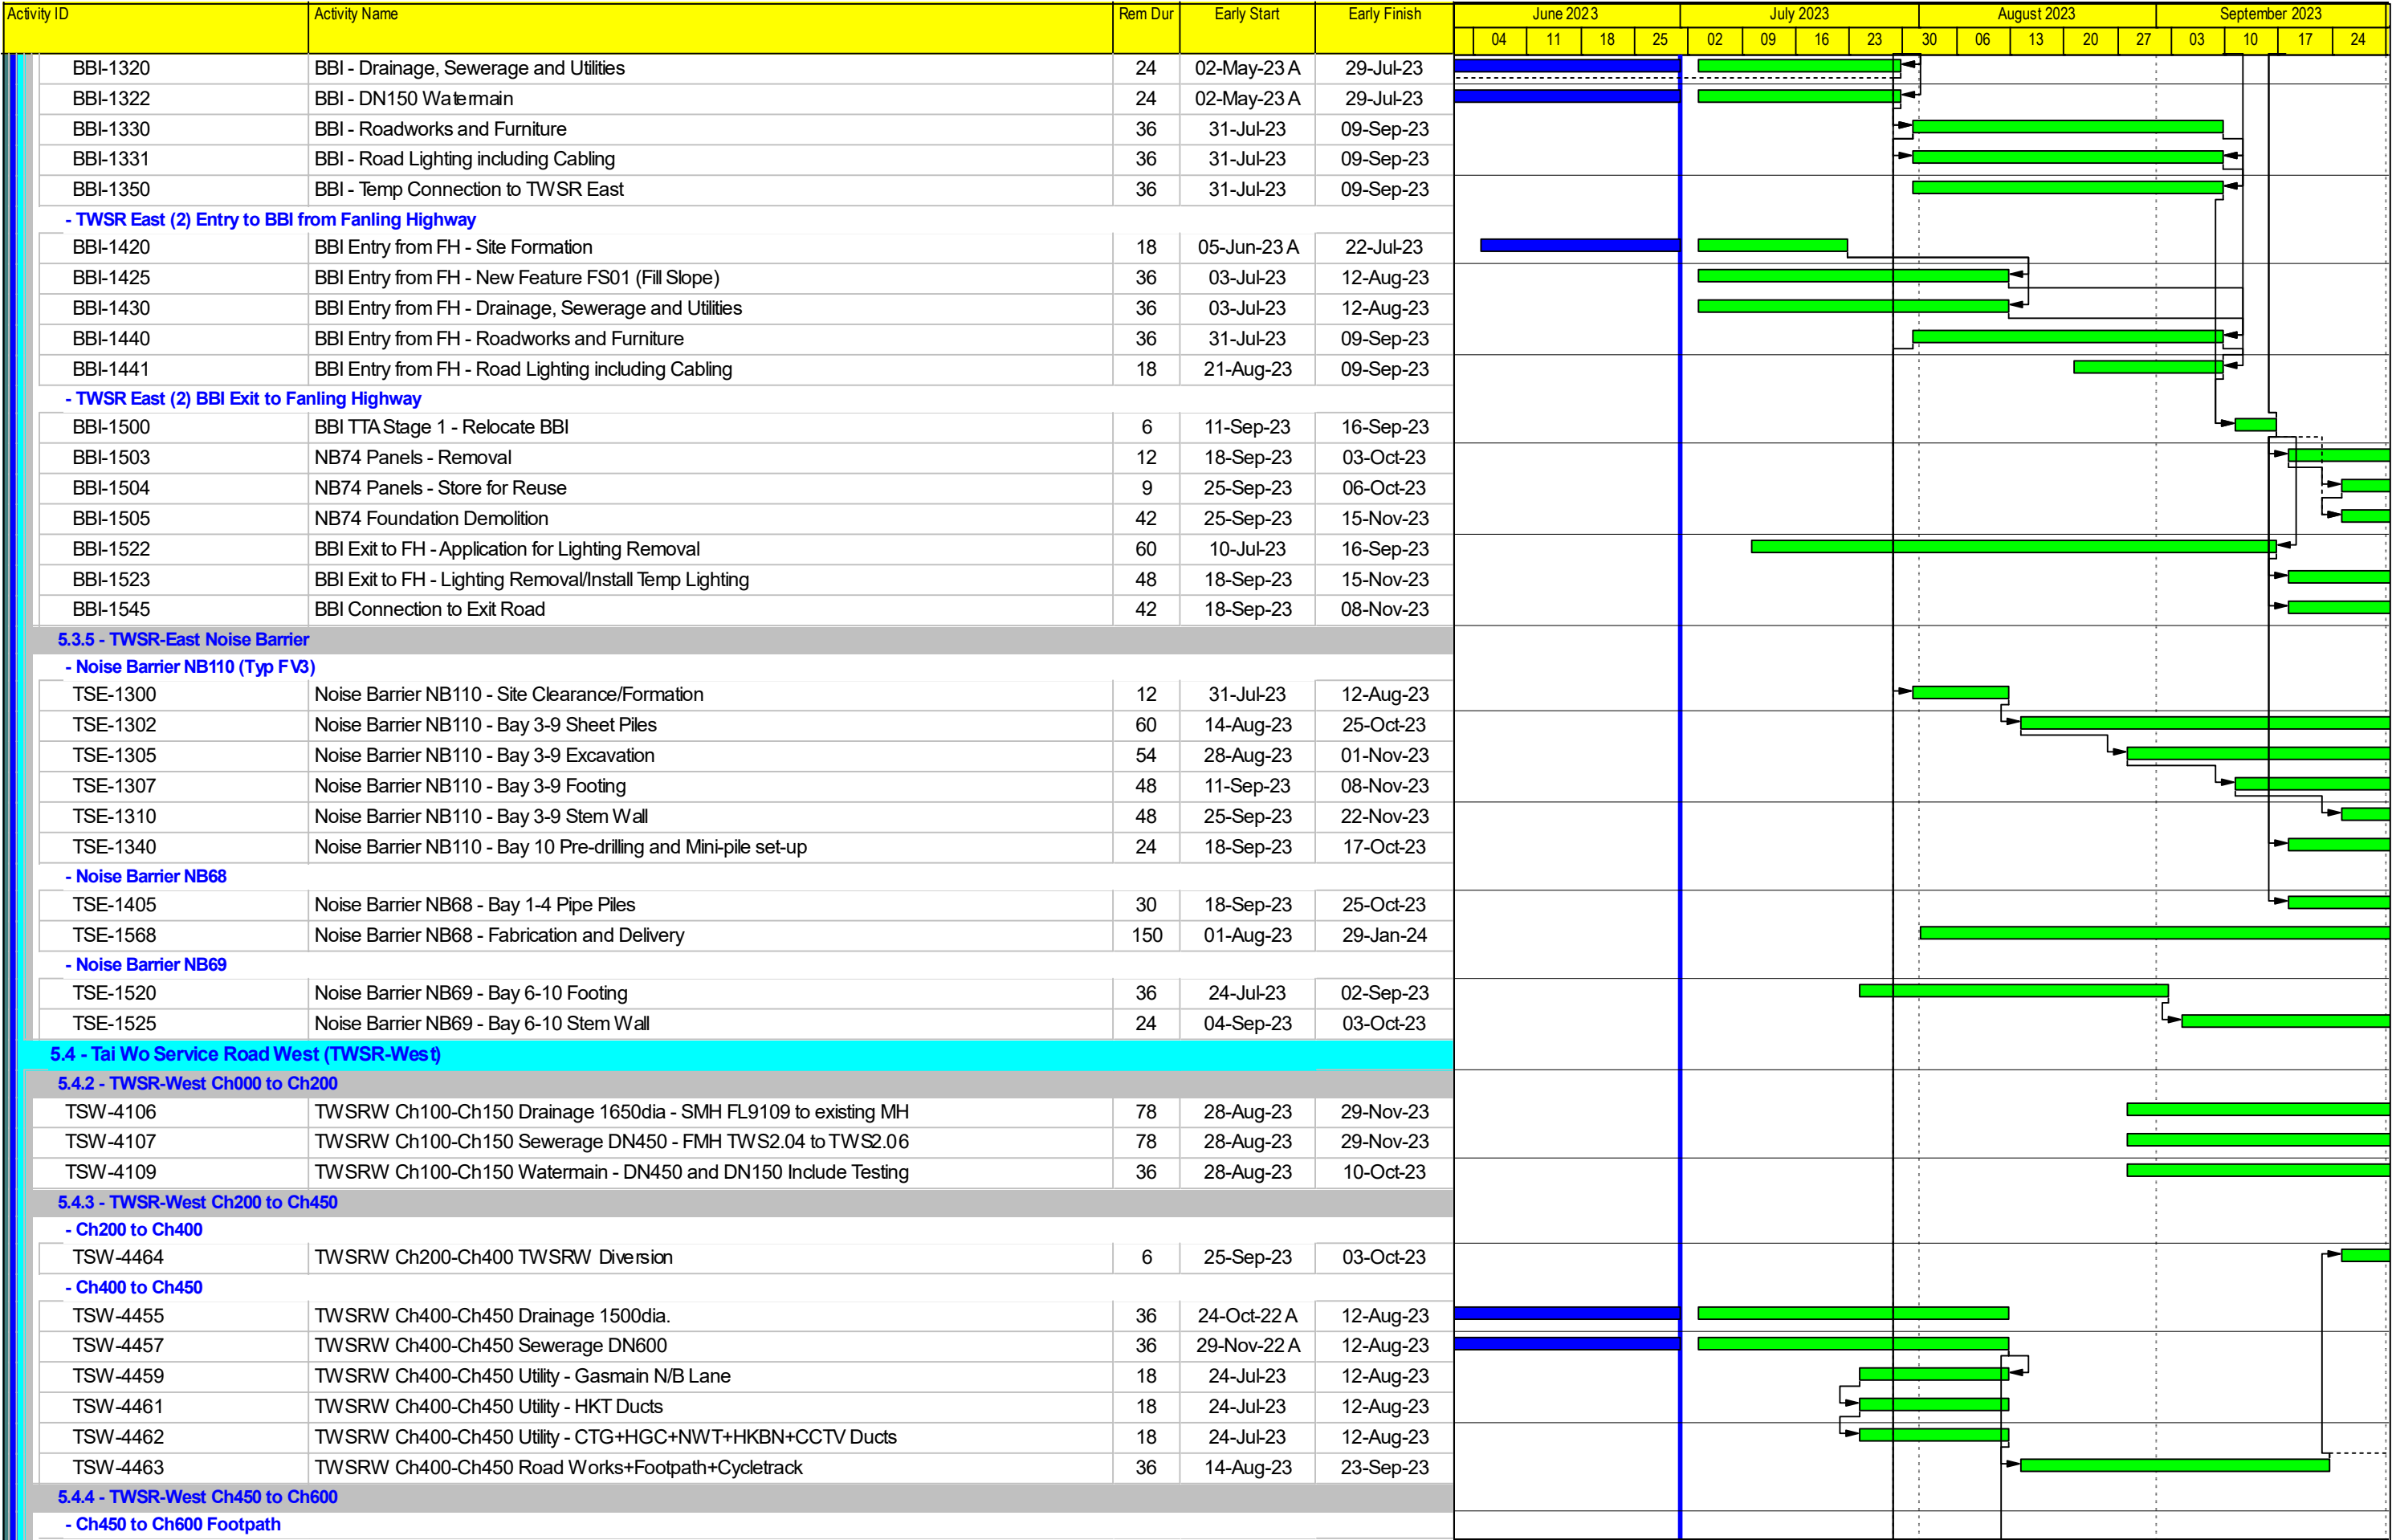 Activity ID Activity Name Rem Dur Early Start Early Finish June 2023 July 2023 August 2023 September 2023
04 11 18 25 02 09 16 23 30 06 13 20 27 03 10 17 24
BBI-1320 BBI - Drainage, Sewerage and Utilities 24 02-May-23 A 29-Jul-23
BBI-1322 BBI - DN150 Watermain 24 02-May-23 A 29-Jul-23
BBI-1330 BBI - Roadworks and Furniture 36 31-Jul-23 09-Sep-23
BBI-1331 BBI - Road Lighting including Cabling 36 31-Jul-23 09-Sep-23
BBI-1350 BBI - Temp Connection to TWSR East 36 31-Jul-23 09-Sep-23
- TWSR East (2) Entry to BBI from Fanling Highway
BBI-1420 BBI Entry from FH - Site Formation 18 05-Jun-23 A 22-Jul-23
BBI-1425 BBI Entry from FH - New Feature FS01 (Fill Slope) 36 03-Jul-23 12-Aug-23
BBI-1430 BBI Entry from FH - Drainage, Sewerage and Utilities 36 03-Jul-23 12-Aug-23
BBI-1440 BBI Entry from FH - Roadworks and Furniture 36 31-Jul-23 09-Sep-23
BBI-1441 BBI Entry from FH - Road Lighting including Cabling 18 21-Aug-23 09-Sep-23
- TWSR East (2) BBI Exit to Fanling Highway
BBI-1500 BBI TTA Stage 1 - Relocate BBI 6 11-Sep-23 16-Sep-23
BBI-1503 NB74 Panels - Removal 12 18-Sep-23 03-Oct-23
BBI-1504 NB74 Panels - Store for Reuse 9 25-Sep-23 06-Oct-23
BBI-1505 NB74 Foundation Demolition 42 25-Sep-23 15-Nov-23
BBI-1522 BBI Exit to FH - Application for Lighting Removal 60 10-Jul-23 16-Sep-23
BBI-1523 BBI Exit to FH - Lighting Removal/Install Temp Lighting 48 18-Sep-23 15-Nov-23
BBI-1545 BBI Connection to Exit Road 42 18-Sep-23 08-Nov-23
5.3.5 - TWSR-East Noise Barrier
- Noise Barrier NB110 (Typ FV3)
TSE-1300 Noise Barrier NB110 - Site Clearance/Formation 12 31-Jul-23 12-Aug-23
TSE-1302 Noise Barrier NB110 - Bay 3-9 Sheet Piles 60 14-Aug-23 25-Oct-23
TSE-1305 Noise Barrier NB110 - Bay 3-9 Excavation 54 28-Aug-23 01-Nov-23
TSE-1307 Noise Barrier NB110 - Bay 3-9 Footing 48 11-Sep-23 08-Nov-23
TSE-1310 Noise Barrier NB110 - Bay 3-9 Stem Wall 48 25-Sep-23 22-Nov-23
TSE-1340 Noise Barrier NB110 - Bay 10 Pre-drilling and Mini-pile set-up 24 18-Sep-23 17-Oct-23
- Noise Barrier NB68
TSE-1405 Noise Barrier NB68 - Bay 1-4 Pipe Piles 30 18-Sep-23 25-Oct-23
TSE-1568 Noise Barrier NB68 - Fabrication and Delivery 150 01-Aug-23 29-Jan-24
- Noise Barrier NB69
TSE-1520 Noise Barrier NB69 - Bay 6-10 Footing 36 24-Jul-23 02-Sep-23
TSE-1525 Noise Barrier NB69 - Bay 6-10 Stem Wall 24 04-Sep-23 03-Oct-23
5.4 - Tai Wo Service Road West (TWSR-West)
5.4.2 - TWSR-West Ch000 to Ch200
TSW-4106 TWSRW Ch100-Ch150 Drainage 1650dia - SMH FL9109 to existing MH 78 28-Aug-23 29-Nov-23
TSW-4107 TWSRW Ch100-Ch150 Sewerage DN450 - FMH TWS2.04 to TWS2.06 78 28-Aug-23 29-Nov-23
TSW-4109 TWSRW Ch100-Ch150 Watermain - DN450 and DN150 Include Testing 36 28-Aug-23 10-Oct-23
5.4.3 - TWSR-West Ch200 to Ch450
- Ch200 to Ch400
TSW-4464 TWSRW Ch200-Ch400 TWSRW Diversion 6 25-Sep-23 03-Oct-23
- Ch400 to Ch450
TSW-4455 TWSRW Ch400-Ch450 Drainage 1500dia. 36 24-Oct-22 A 12-Aug-23
TSW-4457 TWSRW Ch400-Ch450 Sewerage DN600 36 29-Nov-22 A 12-Aug-23
TSW-4459 TWSRW Ch400-Ch450 Utility - Gasmain N/B Lane 18 24-Jul-23 12-Aug-23
TSW-4461 TWSRW Ch400-Ch450 Utility - HKT Ducts 18 24-Jul-23 12-Aug-23
TSW-4462 TWSRW Ch400-Ch450 Utility - CTG+HGC+NWT+HKBN+CCTV Ducts 18 24-Jul-23 12-Aug-23
TSW-4463 TWSRW Ch400-Ch450 Road Works+Footpath+Cycletrack 36 14-Aug-23 23-Sep-23
5.4.4 - TWSR-West Ch450 to Ch600
- Ch450 to Ch600 Footpath